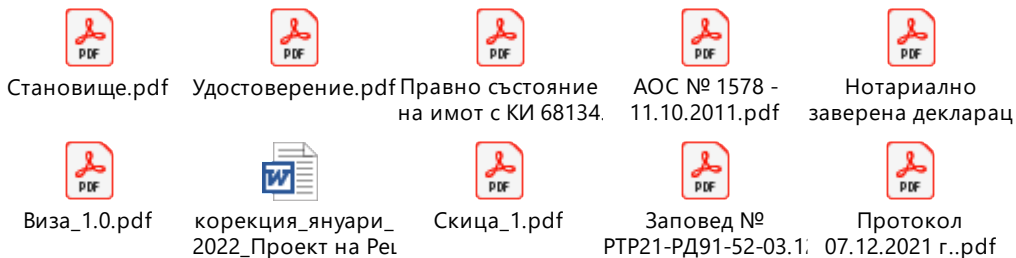 PDF PDF PDF PDF PDF
Становище.pdf Удостоверение.pdf Правно състояние АОС № 1578 - Нотариално
на имот с КИ 68134. 11.10.2011.pdf заверена декларац
PDF W PDF PDF PDF
Виза_1.0.pdf корекция_януари_ Скица_1.pdf Заповед № Протокол
2022_Проект на Реш РТР21-РД91-52-03.12 07.12.2021 г..pdf